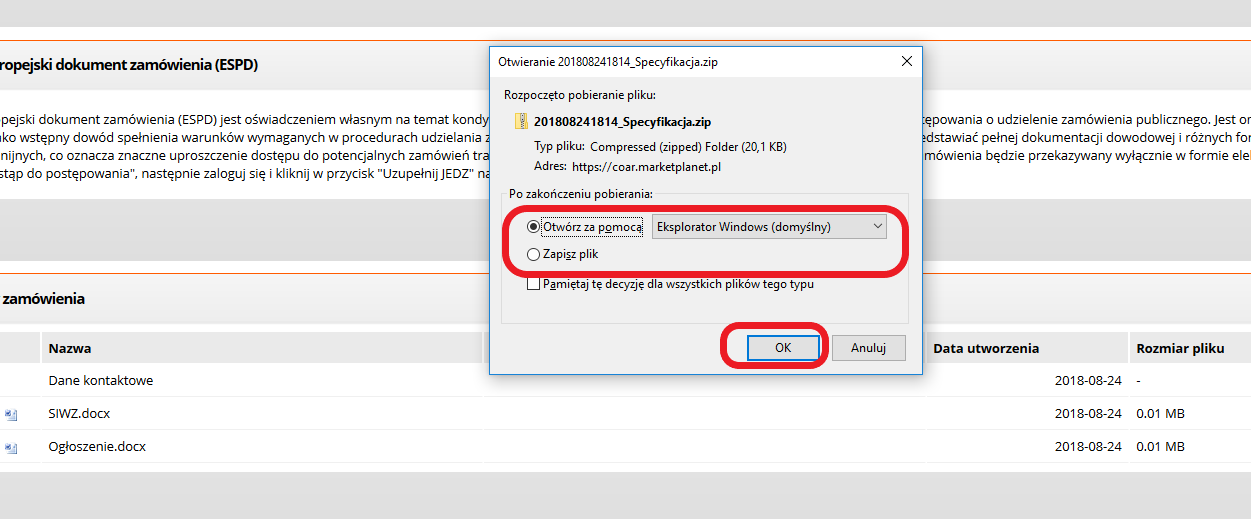 ropejski dokument zamówienia (ESPD)
opejski dokument zamówienia (ESPD) jest oświadczeniem własnym na temat kondy
ko wstępny dowód spełnienia warunków wymaganych w procedurach udzielania z
nijnych, co oznacza znaczne uproszczenie dostępu do potencjalnych zamówień tra
stąp do postępowania", następnie zaloguj się i kliknij w przycisk "Uzupełnij JEDZ" na
tępowania o udzielenie zamówienia publicznego. Jest on
edstawiać pełnej dokumentacji dowodowej i różnych for
mówienia będzie przekazywany wyłącznie w formie elek
Otwieranie 201808241814_Specyfikacja.zip
Rozpoczęto pobieranie pliku:
201808241814_Specyfikacja.zip
Typ pliku: Compressed (zipped) Folder (20,1 KB)
Adres: https://coar.marketplanet.pl
Po zakończeniu pobierania:
Otwórz za pomocą Eksplorator Windows (domyślny)
Zapisz plik
Pamiętaj tę decyzję dla wszystkich plików tego typu
OK Anuluj
zamówienia
Nazwa Data utworzenia Rozmiar pliku
Dane kontaktowe 2018-08-24 -
SIWZ.docx 2018-08-24 0.01 MB
Ogłoszenie.docx 2018-08-24 0.01 MB